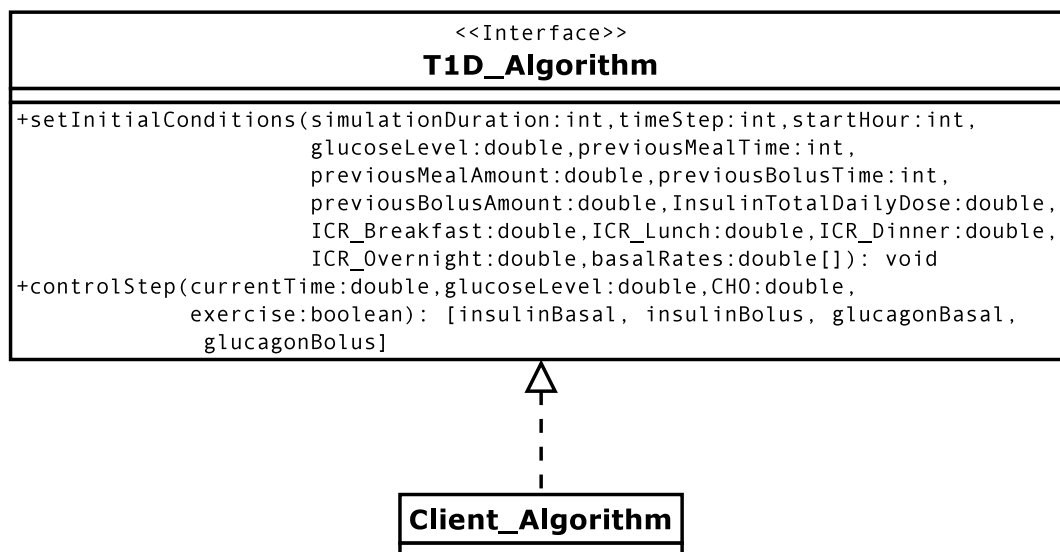 <<Interface>>
T1D_Algorithm
+setInitialConditions(simulationDuration:int,timeStep:int,startHour:int,
glucoseLevel:double,previousMealTime:int,
previousMealAmount:double,previousBolusTime:int,
previousBolusAmount:double,InsulinTotalDailyDose:double,
ICR_Breakfast:double,ICR_Lunch:double,ICR_Dinner:double,
ICR_Overnight:double,basalRates:double[]): void
+controlStep(currentTime:double,glucoseLevel:double,CHO:double,
exercise:boolean): [insulinBasal, insulinBolus, glucagonBasal,
glucagonBolus]
Client_Algorithm